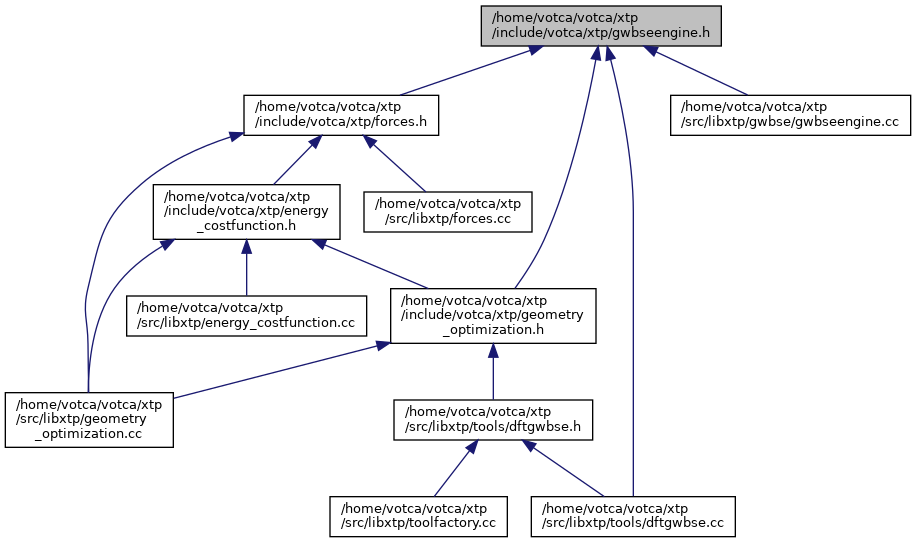 /home/votca/votca/xtp
/include/votca/xtp/gwbseengine.h
/home/votca/votca/xtp
/include/votca/xtp/forces.h
/home/votca/votca/xtp
/src/libxtp/gwbse/gwbseengine.cc
/home/votca/votca/xtp
/include/votca/xtp/energy
_costfunction.h
/home/votca/votca/xtp
/src/libxtp/forces.cc
/home/votca/votca/xtp
/src/libxtp/energy_costfunction.cc
/home/votca/votca/xtp
/include/votca/xtp/geometry
_optimization.h
/home/votca/votca/xtp
/src/libxtp/geometry
_optimization.cc
/home/votca/votca/xtp
/src/libxtp/tools/dftgwbse.h
/home/votca/votca/xtp
/src/libxtp/toolfactory.cc
/home/votca/votca/xtp
/src/libxtp/tools/dftgwbse.cc